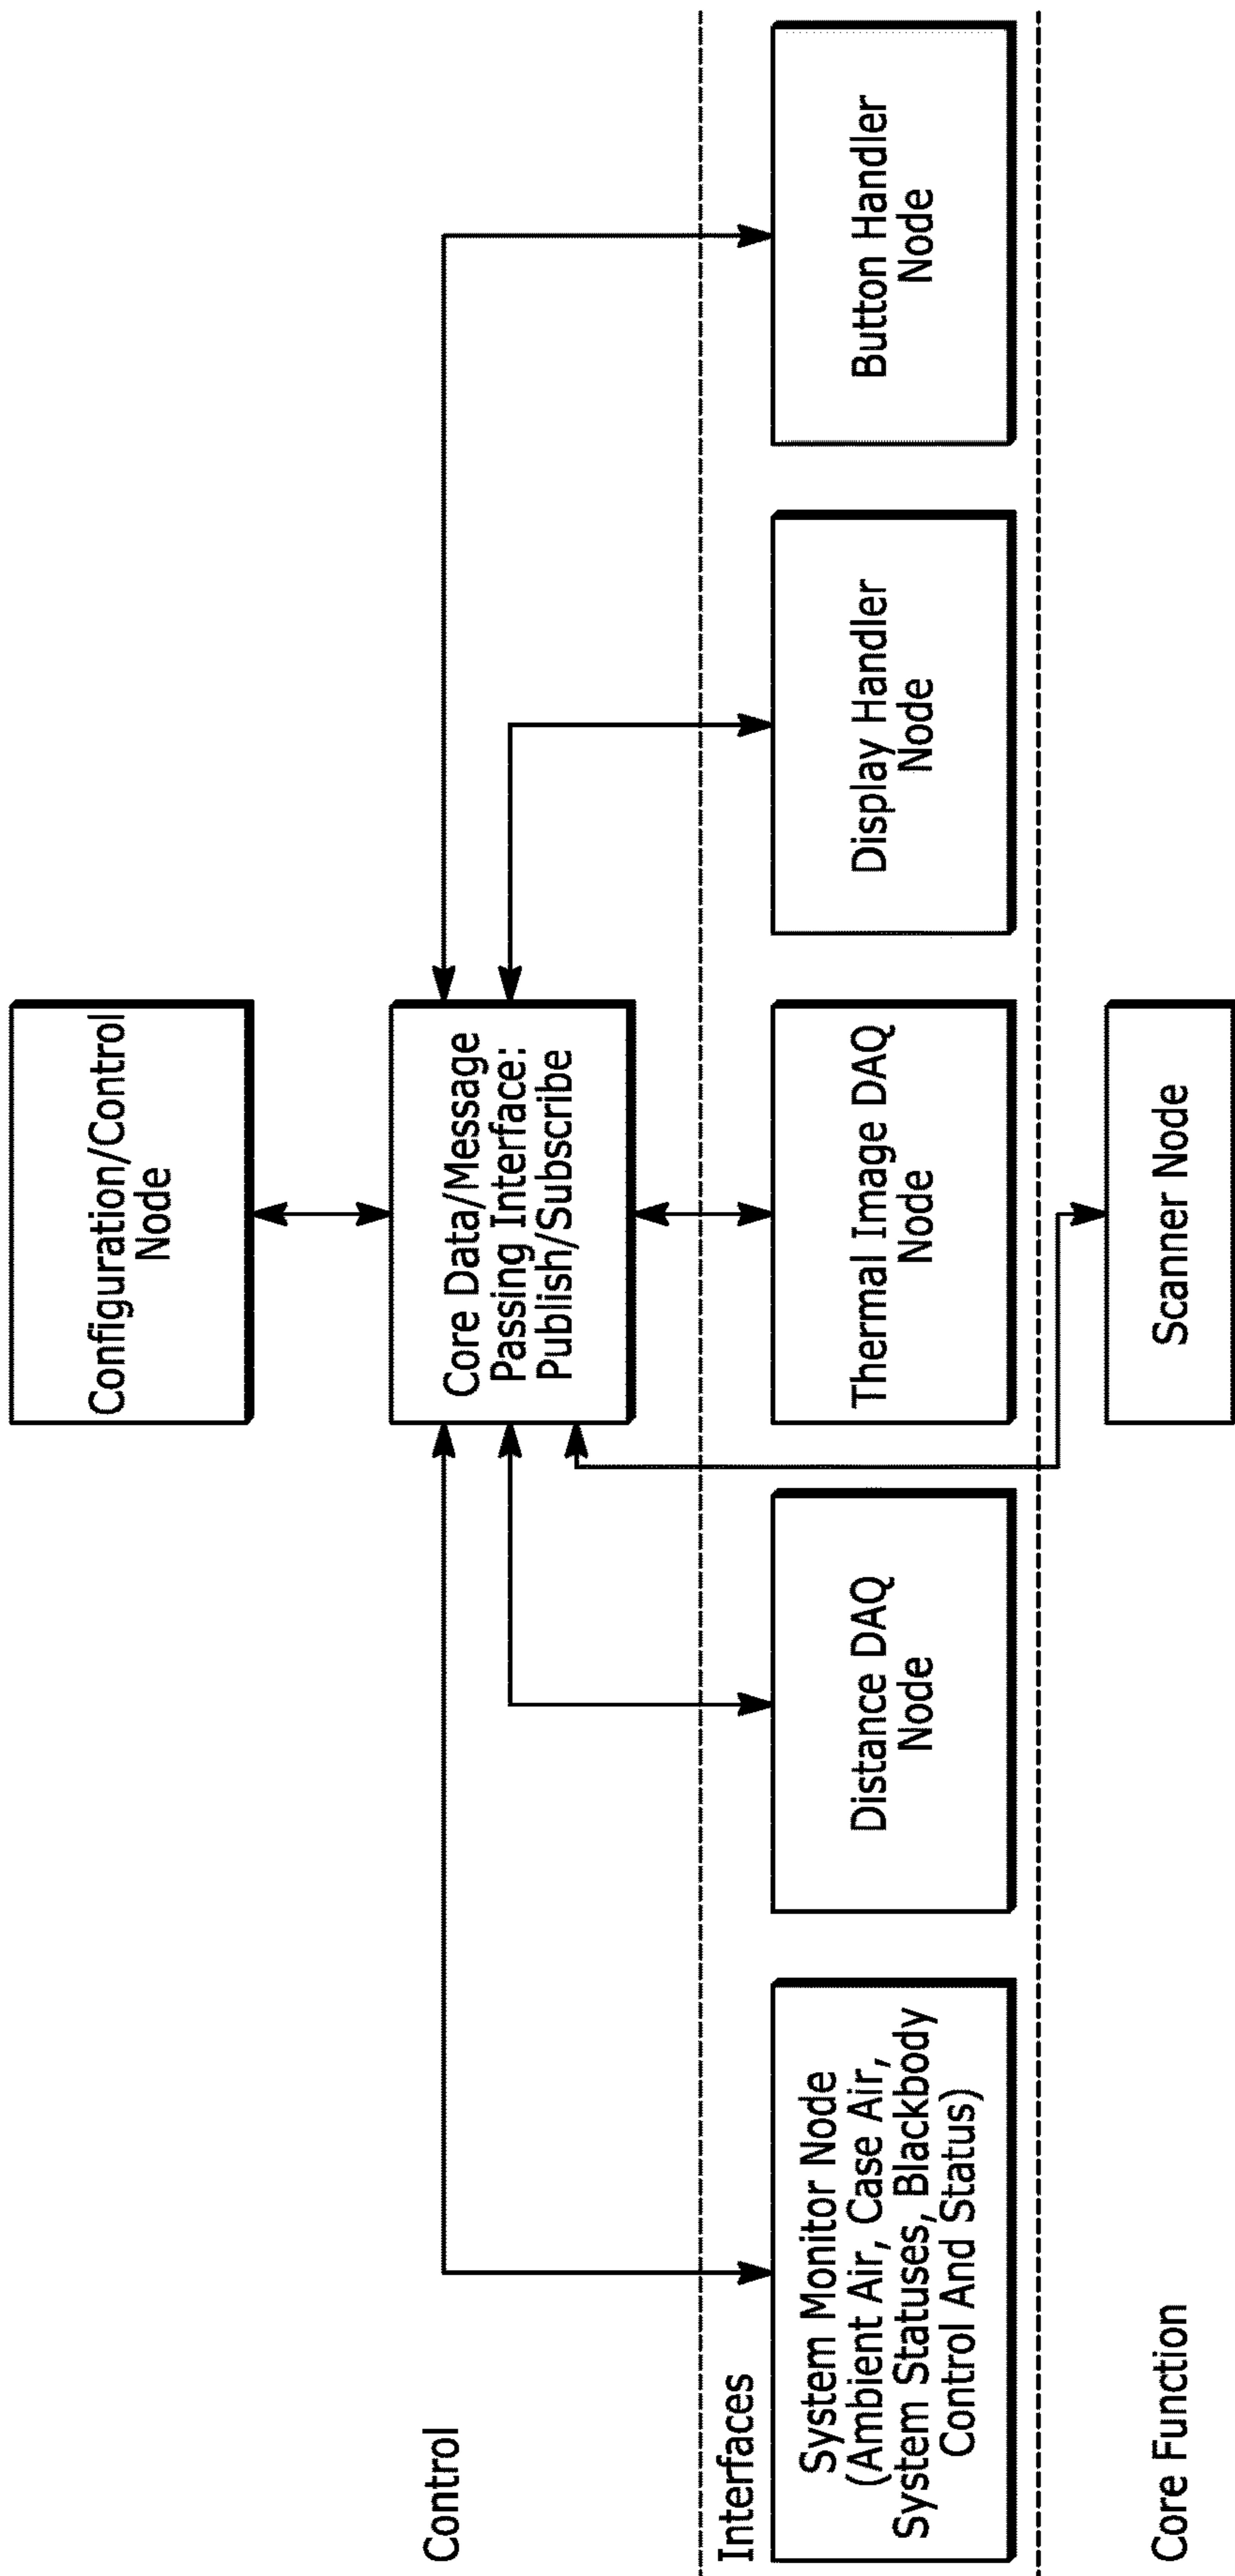 Configuration/Control
Node
Control
Core Data/Message
Passing Interface:
Publish/Subscribe
Interfaces
System Monitor Node
(Ambient Air, Case Air,
System Statuses, Blackbody
Control And Status)
Distance DAQ
Node
Thermal Image DAQ
Node
Display Handler
Node
Button Handler
Node
Core Function
Scanner Node